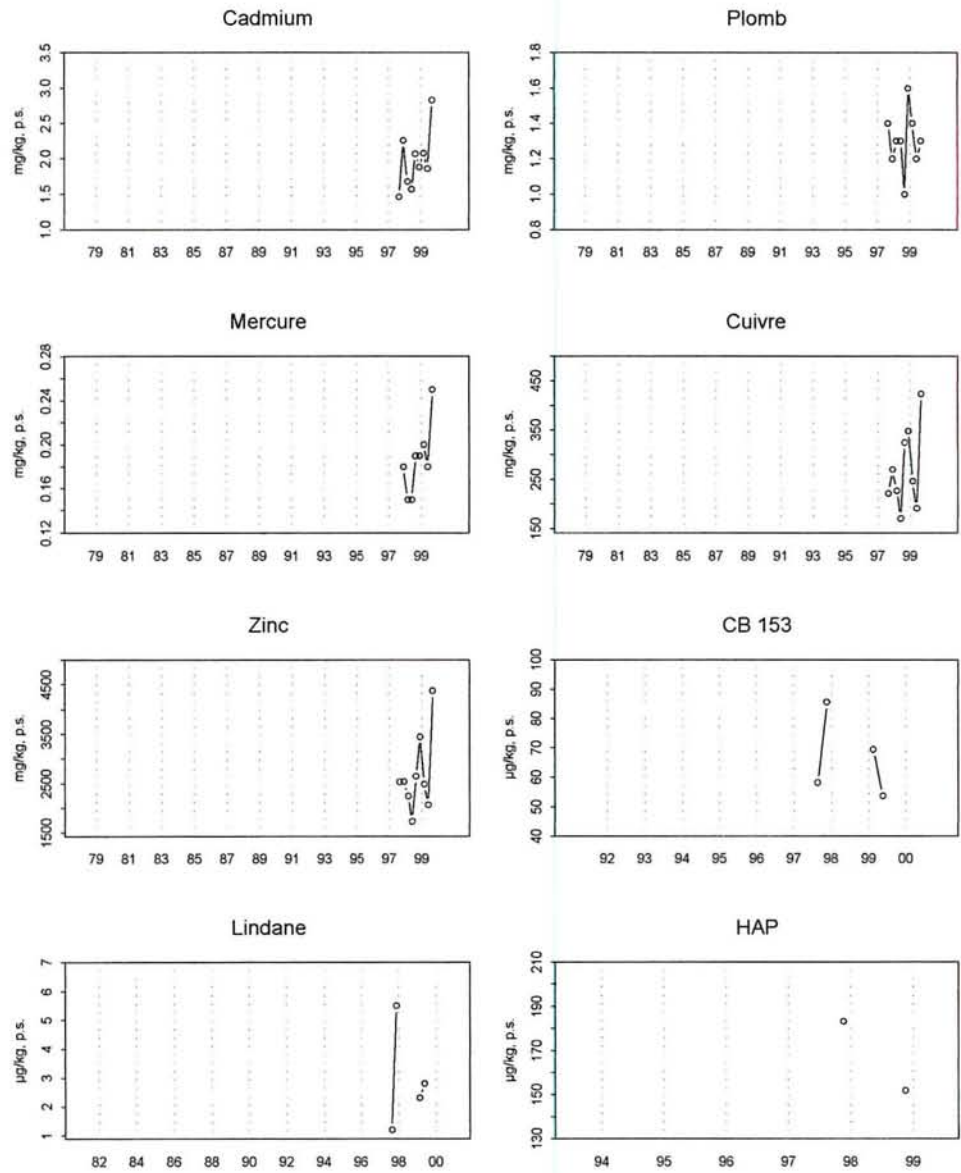 Cadmium
mg/kg, p.s.
3.5
3.0
2.5
2.0
1.5
1.0
79 81 83 85 87 89 91 93 95 97 99
Plomb
mg/kg, p.s.
1.8
1.6
1.4
1.2
1.0
0.8
79 81 83 85 87 89 91 93 95 97 99
Mercure
mg/kg, p.s.
0.28
0.24
0.20
0.16
0.12
79 81 83 85 87 89 91 93 95 97 99
Cuivre
mg/kg, p.s.
450
350
250
150
79 81 83 85 87 89 91 93 95 97 99
Zinc
mg/kg, p.s.
4500
3500
2500
1500
79 81 83 85 87 89 91 93 95 97 99
CB 153
µg/kg, p.s.
100
90
80
70
60
50
40
92 93 94 95 96 97 98 99 00
Lindane
µg/kg, p.s.
7
6
5
4
3
2
1
82 84 86 88 90 92 94 96 98 00
HAP
µg/kg, p.s.
210
190
170
150
130
94 95 96 97 98 99